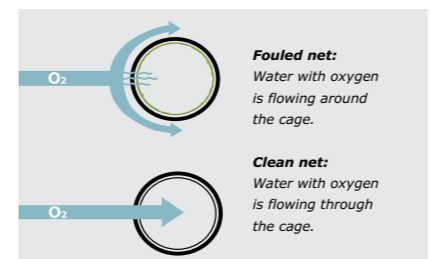 O₂
Fouled net:
Water with oxygen
is flowing around
the cage.
O₂
Clean net:
Water with oxygen
is flowing through
the cage.